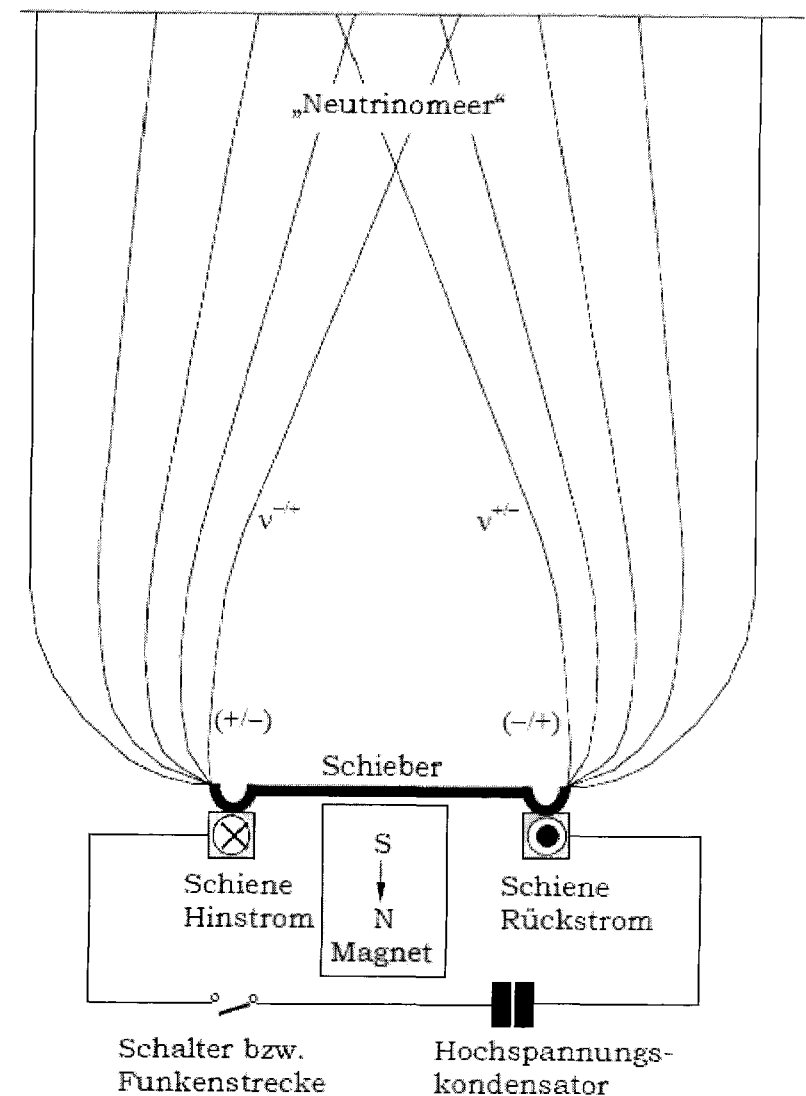 „Neutrinomeer“
ν⁻/⁺
ν⁺/⁻
(+/–)
(–/+)
Schieber
S
N
Magnet
Schiene
Hinstrom
Schiene
Rückstrom
Schalter bzw.
Funkenstrecke
Hochspannungs-
kondensator